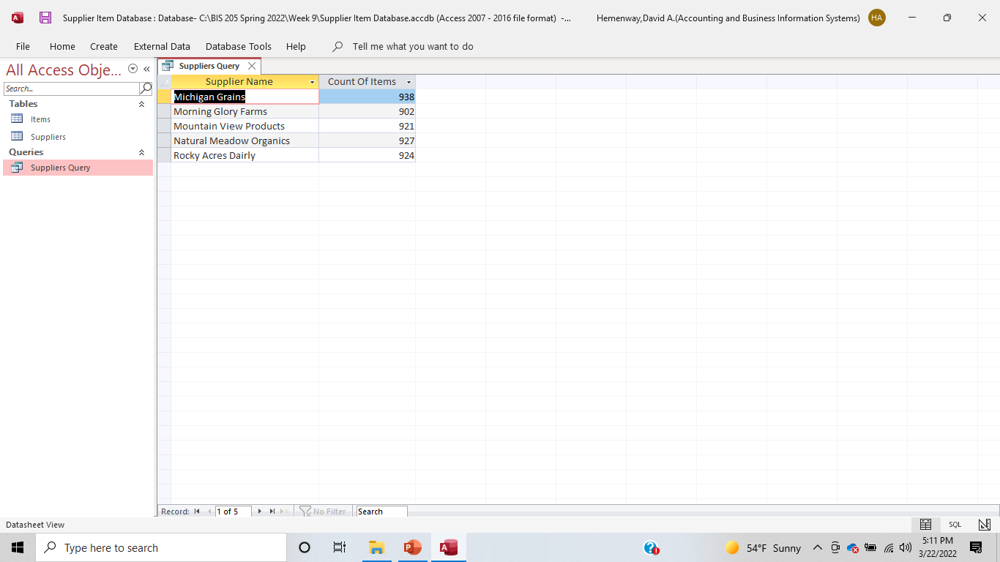 Supplier Item Database : Database- C:\BIS 205 Spring 2022\Week 9\Supplier Item Database.accdb (Access 2007 - 2016 file format) -... Hemenway,David A.(Accounting and Business Information Systems) HA
File Home Create External Data Database Tools Help Tell me what you want to do
All Access Obje... «
Suppliers Query
Search...
Supplier Name Count Of Items
Tables
Michigan Grains 938
Items
Morning Glory Farms 902
Mountain View Products 921
Suppliers
Natural Meadow Organics 927
Queries
Rocky Acres Dairly 924
Suppliers Query
Record: 1 of 5 No Filter Search
Datasheet View SQL
Type here to search 54°F Sunny 5:11 PM
3/22/2022